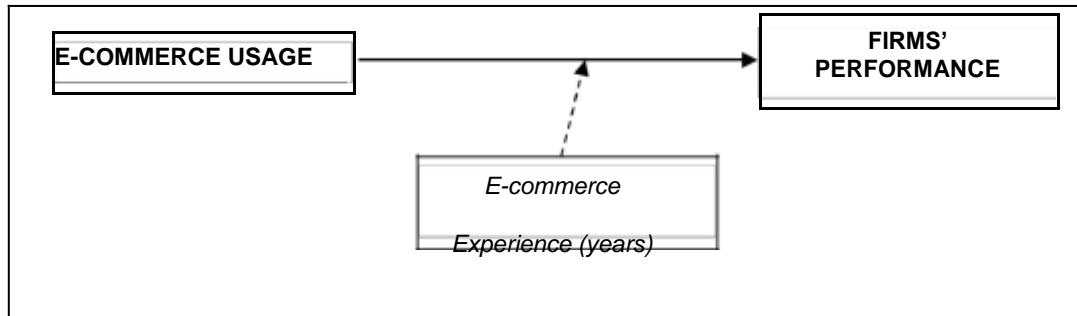 E-COMMERCE USAGE
FIRMS’
PERFORMANCE
E-commerce
Experience (years)